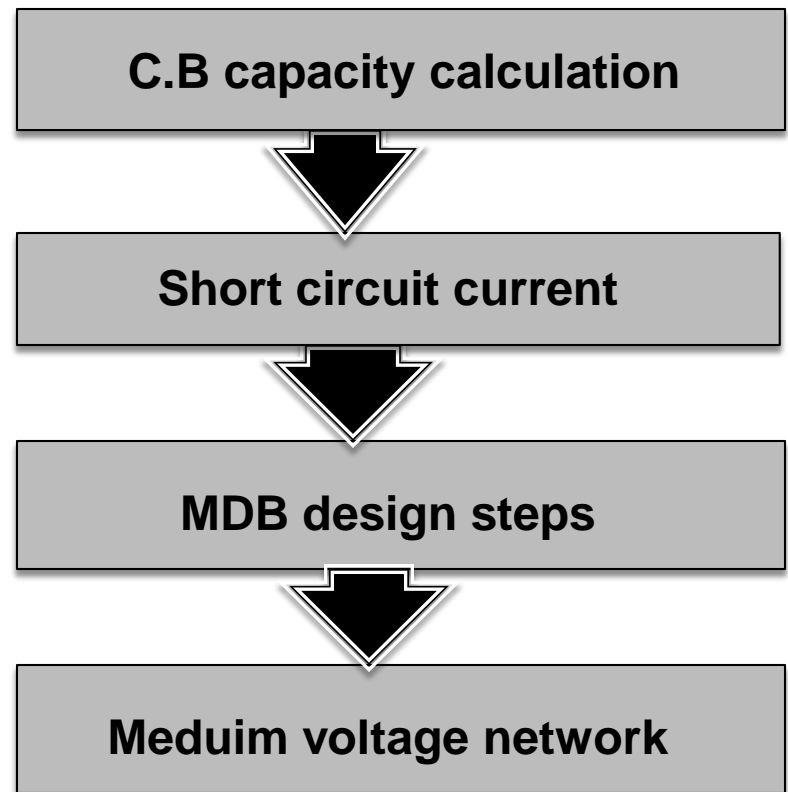 C.B capacity calculation
Short circuit current
MDB design steps
Meduim voltage network